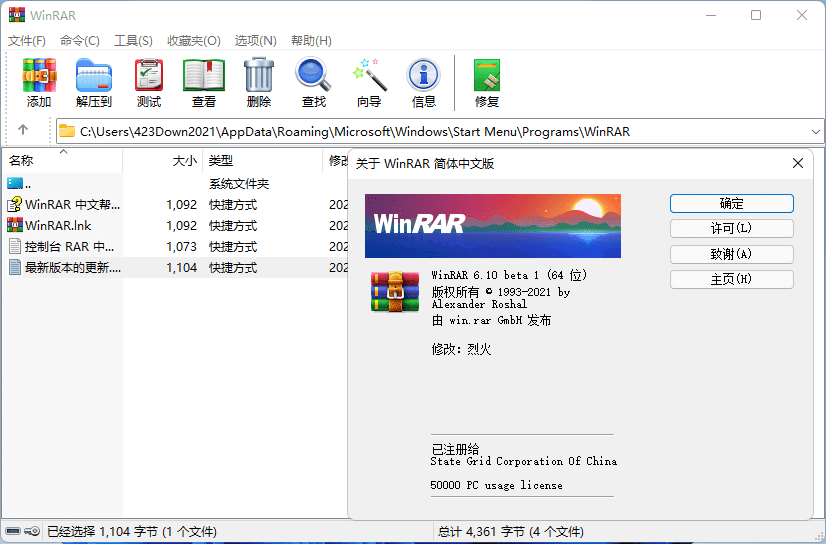 WinRAR
文件(F) 命令(C) 工具(S) 收藏夹(O) 选项(N) 帮助(H)
添加 解压到 测试 查看 删除 查找 向导 信息 修复
C:\Users\423Down2021\AppData\Roaming\Microsoft\Windows\Start Menu\Programs\WinRAR
名称 大小 类型 修改
.. 系统文件夹
WinRAR 中文帮... 1,092 快捷方式 202
WinRAR.lnk 1,092 快捷方式 202
控制台 RAR 中... 1,073 快捷方式 202
最新版本的更新.... 1,104 快捷方式 202
关于 WinRAR 简体中文版
WinRAR
确定
许可(L)
致谢(A)
主页(H)
WinRAR 6.10 beta 1 (64 位)
版权所有 © 1993-2021 by
Alexander Roshal
由 win.rar GmbH 发布
修改: 烈火
已注册给
State Grid Corporation Of China
50000 PC usage license
已经选择 1,104 字节 (1 个文件) 总计 4,361 字节 (4 个文件)